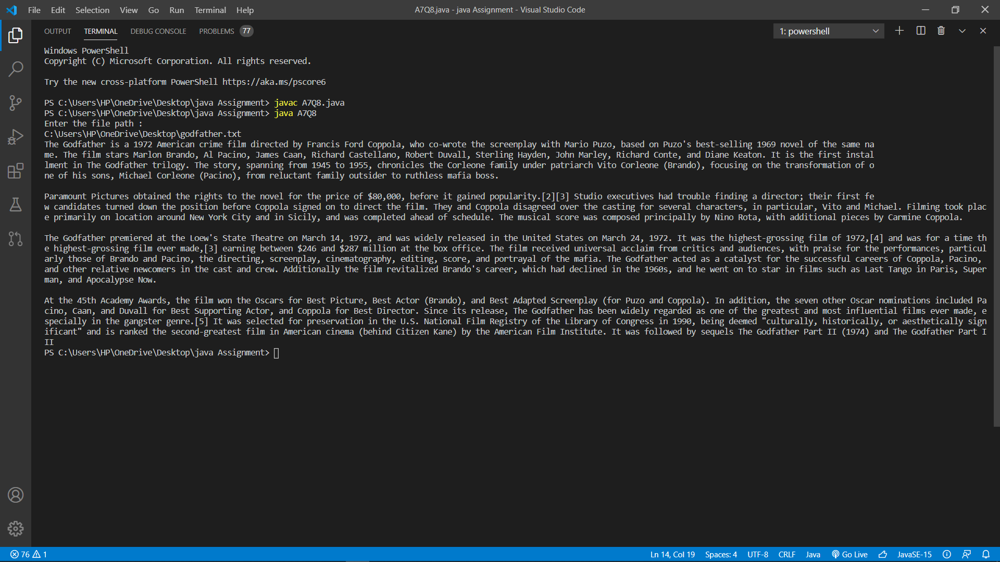 File Edit Selection View Go Run Terminal Help
A7Q8.java - java Assignment - Visual Studio Code
OUTPUT TERMINAL DEBUG CONSOLE PROBLEMS 77
1: powershell
Windows PowerShell
Copyright (C) Microsoft Corporation. All rights reserved.
Try the new cross-platform PowerShell https://aka.ms/pscore6
PS C:\Users\HP\OneDrive\Desktop\java Assignment> javac A7Q8.java
PS C:\Users\HP\OneDrive\Desktop\java Assignment> java A7Q8
Enter the file path :
C:\Users\HP\OneDrive\Desktop\godfather.txt
The Godfather is a 1972 American crime film directed by Francis Ford Coppola, who co-wrote the screenplay with Mario Puzo, based on Puzo's best-selling 1969 novel of the same na
me. The film stars Marlon Brando, Al Pacino, James Caan, Richard Castellano, Robert Duvall, Sterling Hayden, John Marley, Richard Conte, and Diane Keaton. It is the first instal
lment in The Godfather trilogy. The story, spanning from 1945 to 1955, chronicles the Corleone family under patriarch Vito Corleone (Brando), focusing on the transformation of o
ne of his sons, Michael Corleone (Pacino), from reluctant family outsider to ruthless mafia boss.
Paramount Pictures obtained the rights to the novel for the price of $80,000, before it gained popularity.[2][3] Studio executives had trouble finding a director; their first fe
w candidates turned down the position before Coppola signed on to direct the film. They and Coppola disagreed over the casting for several characters, in particular, Vito and Michael. Filming took plac
e primarily on location around New York City and in Sicily, and was completed ahead of schedule. The musical score was composed principally by Nino Rota, with additional pieces by Carmine Coppola.
The Godfather premiered at the Loew's State Theatre on March 14, 1972, and was widely released in the United States on March 24, 1972. It was the highest-grossing film of 1972,[4] and was for a time th
e highest-grossing film ever made,[3] earning between $246 and $287 million at the box office. The film received universal acclaim from critics and audiences, with praise for the performances, particul
arly those of Brando and Pacino, the directing, screenplay, cinematography, editing, score, and portrayal of the mafia. The Godfather acted as a catalyst for the successful careers of Coppola, Pacino,
and other relative newcomers in the cast and crew. Additionally the film revitalized Brando's career, which had declined in the 1960s, and he went on to star in films such as Last Tango in Paris, Super
man, and Apocalypse Now.
At the 45th Academy Awards, the film won the Oscars for Best Picture, Best Actor (Brando), and Best Adapted Screenplay (for Puzo and Coppola). In addition, the seven other Oscar nominations included Pa
cino, Caan, and Duvall for Best Supporting Actor, and Coppola for Best Director. Since its release, The Godfather has been widely regarded as one of the greatest and most influential films ever made, e
specially in the gangster genre.[5] It was selected for preservation in the U.S. National Film Registry of the Library of Congress in 1990, being deemed "culturally, historically, or aesthetically sign
ificant" and is ranked the second-greatest film in American cinema (behind Citizen Kane) by the American Film Institute. It was followed by sequels The Godfather Part II (1974) and The Godfather Part I
II
PS C:\Users\HP\OneDrive\Desktop\java Assignment>
76 1 Ln 14, Col 19 Spaces: 4 UTF-8 CRLF Java Go Live JavaSE-15